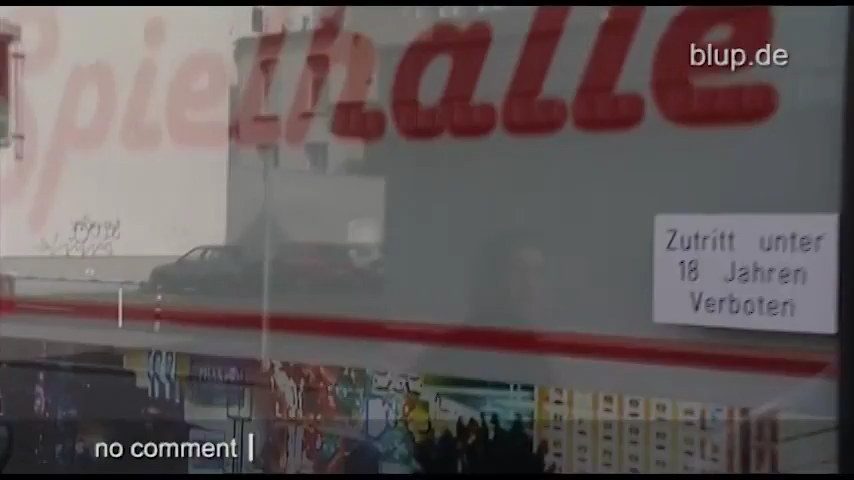 Spielhalle
blup.de
Zutritt unter
18 Jahren
Verboten
no comment